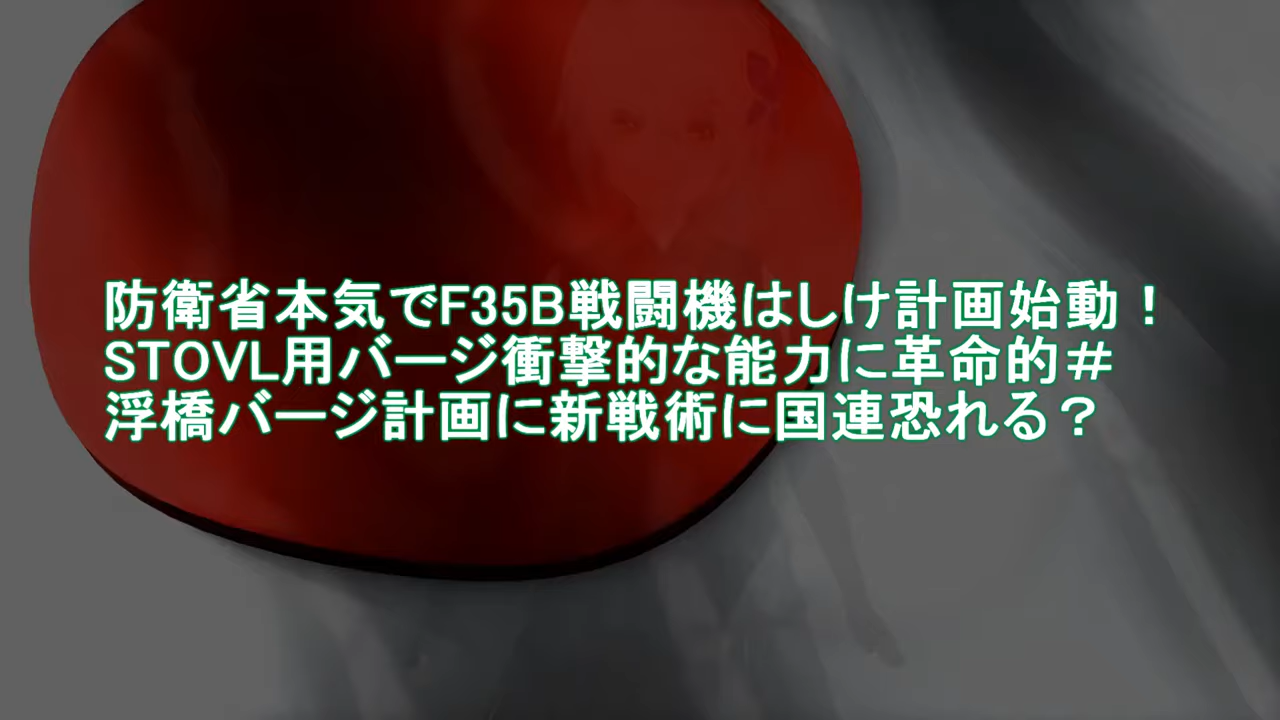 防衛省本気でF35B戦闘機はしけ計画始動！
STOVL用バージ衝撃的な能力に革命的＃
浮橋バージ計画に新戦術に国連恐れる？